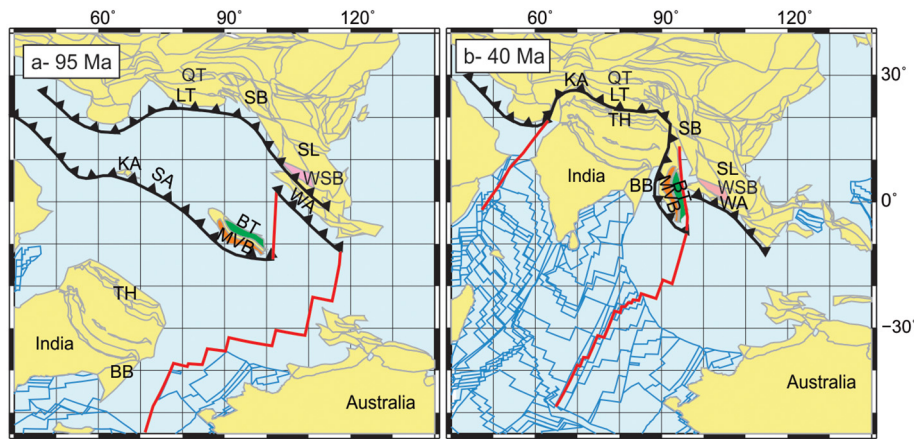 60° 90° 120° 60° 90° 120°
a- 95 Ma
b- 40 Ma
QT
LT
SB
KA
QT
LT
TH
SB
30°
SL
WSB
KA
SA
WA
BT
MVB
India
BB
MVB
BT
SL
WSB
WA
0°
TH
India
BB
Australia
−30°
Australia